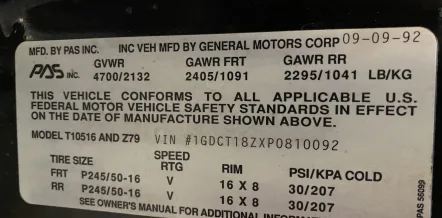 MFD. BY PAS INC. INC VEH MFD BY GENERAL MOTORS CORP 09-09-92
PAS INC. GVWR GAWR FRT GAWR RR
4700/2132 2405/1091 2295/1041 LB/KG
THIS VEHICLE CONFORMS TO ALL APPLICABLE U.S.
FEDERAL MOTOR VEHICLE SAFETY STANDARDS IN EFFECT
ON THE DATE OF MANUFACTURE SHOWN ABOVE.
MODEL T10516 AND Z79 VIN #1GDCT18ZXP0810092
TIRE SIZE SPEED RTG RIM PSI/KPA COLD
FRT P245/50-16 V 16 X 8 30/207
RR P245/50-16 V 16 X 8 30/207
SEE OWNER'S MANUAL FOR ADDITIONAL
PAS 56099